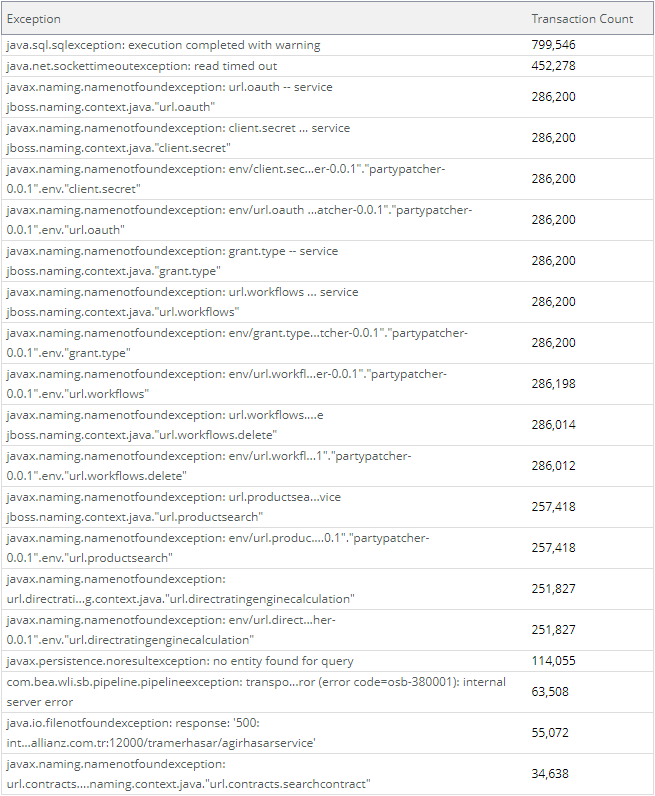 Exception Transaction Count
java.sql.sqlexception: execution completed with warning 799,546
java.net.sockettimeoutexception: read timed out 452,278
javax.naming.namenotfoundexception: url.oauth -- service
jboss.naming.context.java."url.oauth" 286,200
javax.naming.namenotfoundexception: client.secret ... service
jboss.naming.context.java."client.secret" 286,200
javax.naming.namenotfoundexception: env/client.sec...er-0.0.1"."partypatcher-
0.0.1".env."client.secret" 286,200
javax.naming.namenotfoundexception: env/url.oauth ...atcher-0.0.1"."partypatcher-
0.0.1".env."url.oauth" 286,200
javax.naming.namenotfoundexception: grant.type -- service
jboss.naming.context.java."grant.type" 286,200
javax.naming.namenotfoundexception: url.workflows ... service
jboss.naming.context.java."url.workflows" 286,200
javax.naming.namenotfoundexception: env/grant.type...tcher-0.0.1"."partypatcher-
0.0.1".env."grant.type" 286,200
javax.naming.namenotfoundexception: env/url.workfl...er-0.0.1"."partypatcher-
0.0.1".env."url.workflows" 286,198
javax.naming.namenotfoundexception: url.workflows....e
jboss.naming.context.java."url.workflows.delete" 286,014
javax.naming.namenotfoundexception: env/url.workfl...1"."partypatcher-
0.0.1".env."url.workflows.delete" 286,012
javax.naming.namenotfoundexception: url.productsea...vice
jboss.naming.context.java."url.productsearch" 257,418
javax.naming.namenotfoundexception: env/url.produc....0.1"."partypatcher-
0.0.1".env."url.productsearch" 257,418
javax.naming.namenotfoundexception:
url.directrati...g.context.java."url.directratingenginecalculation" 251,827
javax.naming.namenotfoundexception: env/url.direct...her-
0.0.1".env."url.directratingenginecalculation" 251,827
javax.persistence.noresultexception: no entity found for query 114,055
com.bea.wli.sb.pipeline.pipelineexception: transpo...ror (error code=osb-380001): internal
server error 63,508
java.io.filenotfoundexception: response: '500:
int...allianz.com.tr:12000/tramerhasar/agirhasarservice' 55,072
javax.naming.namenotfoundexception:
url.contracts....naming.context.java."url.contracts.searchcontract" 34,638